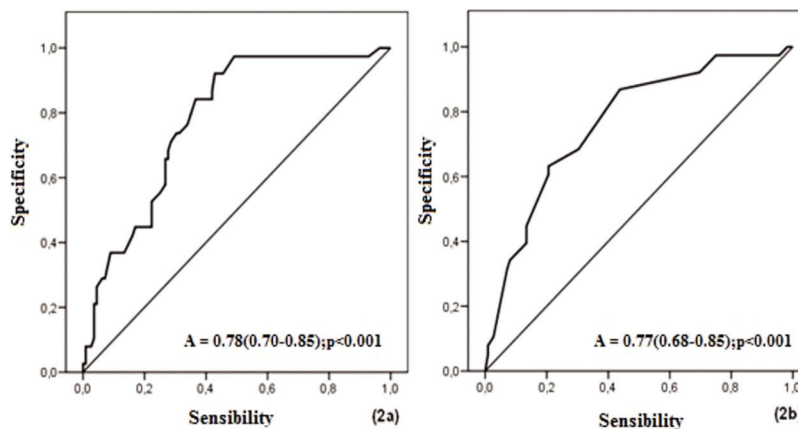 1,0
0,8
0,6
0,4
0,2
0,0
Specificity
A = 0.78(0.70-0.85);p<0.001
0,0 0,2 0,4 0,6 0,8 1,0
Sensibility
(2a)
1,0
0,8
0,6
0,4
0,2
0,0
Specificity
A = 0.77(0.68-0.85);p<0.001
0,0 0,2 0,4 0,6 0,8 1,0
Sensibility
(2b